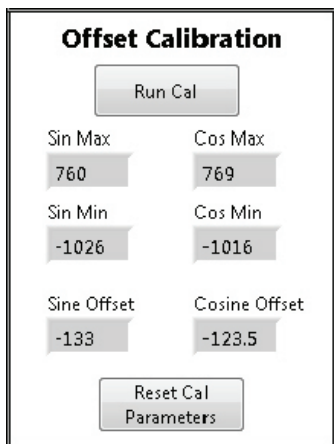 Offset Calibration
Run Cal
Sin Max Cos Max
760 769
Sin Min Cos Min
-1026 -1016
Sine Offset Cosine Offset
-133 -123.5
Reset Cal
Parameters